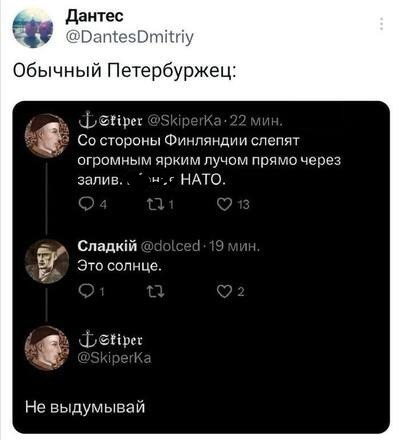 Дантес
@DantesDmitriy
Обычный Петербуржец:
Skiper @SkiperKa · 22 мин.
Со стороны Финляндии слепят
огромным ярким лучом прямо через
залив. НАТО.
4 1 13
Сладкій @dolced · 19 мин.
Это солнце.
1 2
Skiper
@SkiperKa
Не выдумывай